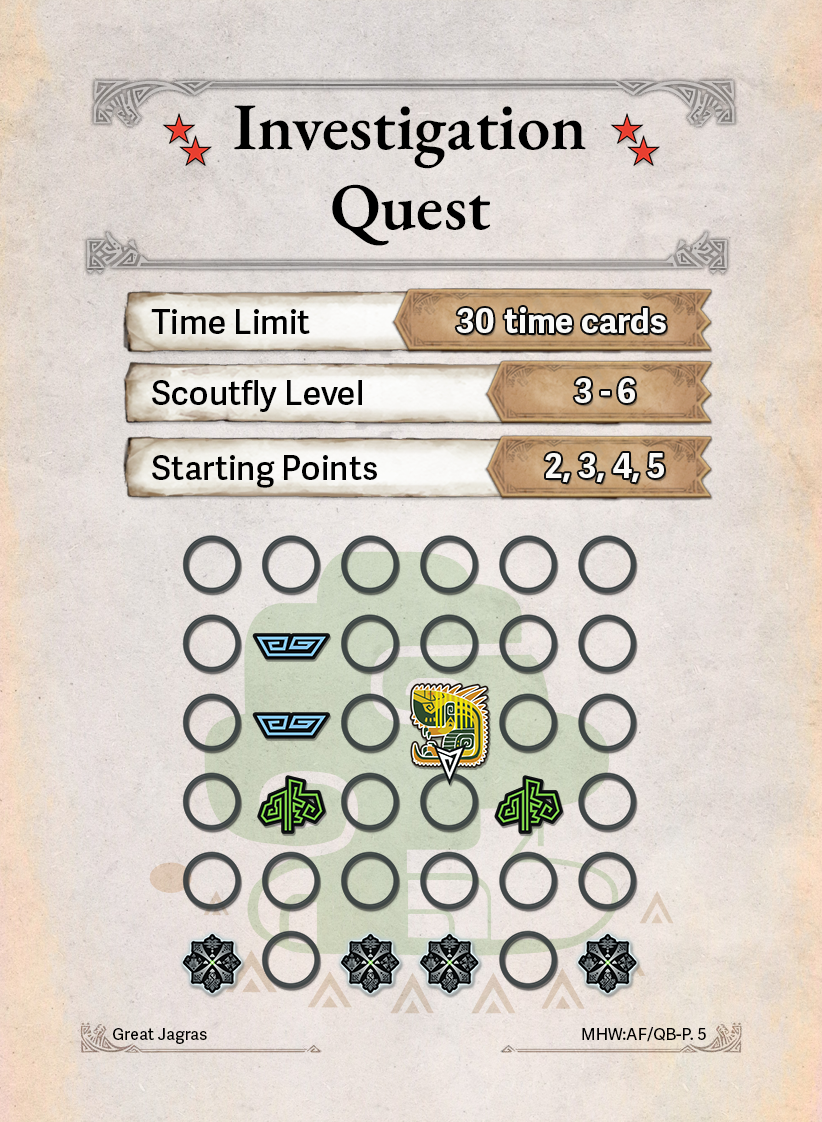 Investigation
Quest
Time Limit 30 time cards
Scoutfly Level 3 - 6
Starting Points 2, 3, 4, 5
Great Jagras MHW:AF/QB-P. 5